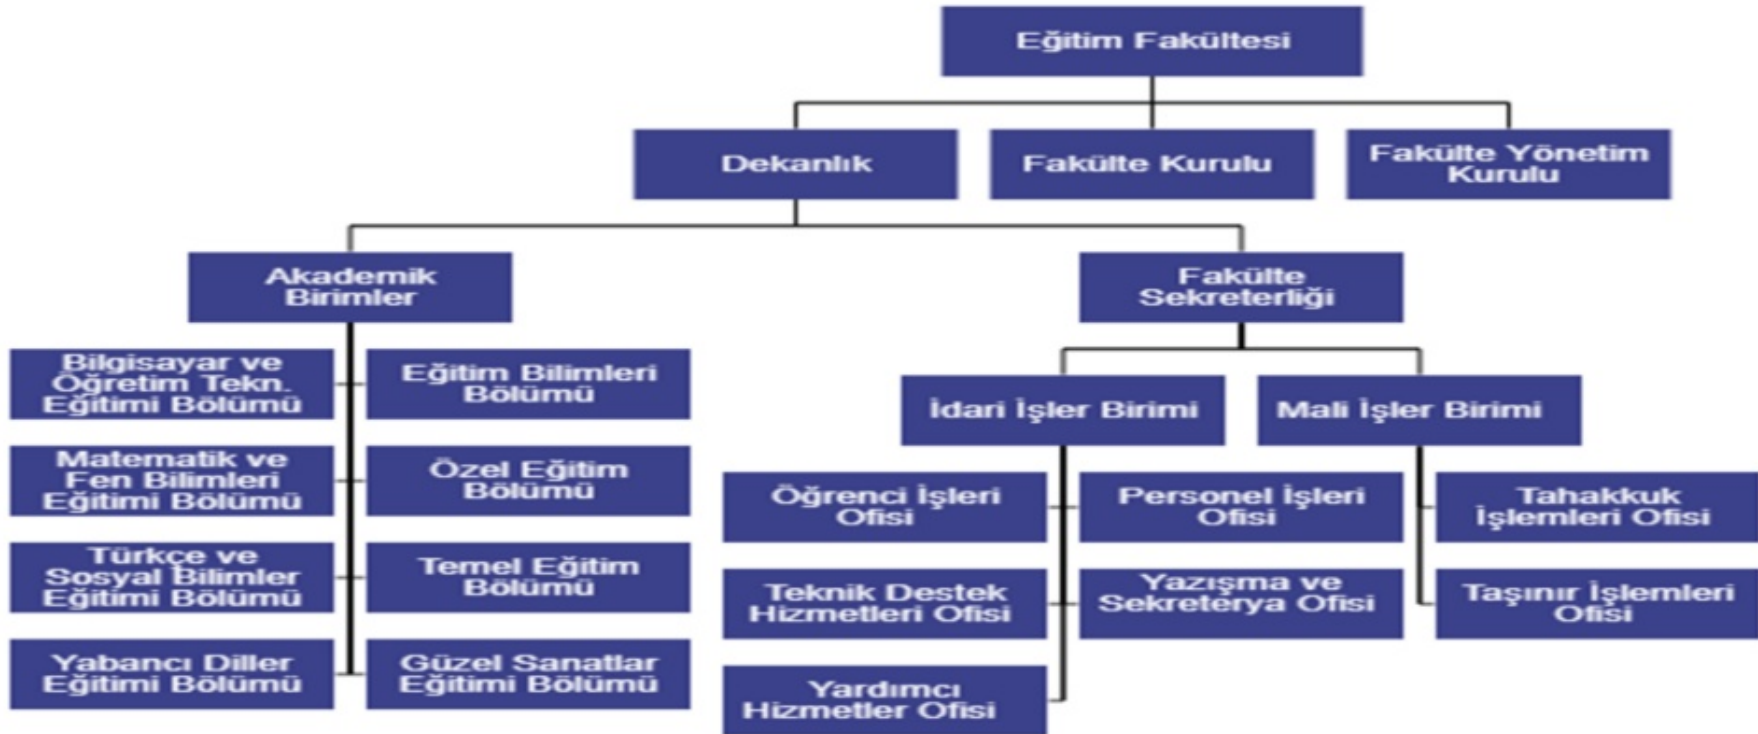 Eğitim Fakültesi
Dekanlık
Fakülte Kurulu
Fakülte Yönetim
Kurulu
Akademik
Birimler
Fakülte
Sekreterliği
Bilgisayar ve
Öğretim Tekn.
Eğitimi Bölümü
Eğitim Bilimleri
Bölümü
İdari İşler Birimi
Mali İşler Birimi
Matematik ve
Fen Bilimleri
Eğitimi Bölümü
Özel Eğitim
Bölümü
Öğrenci İşleri
Ofisi
Personel İşleri
Ofisi
Tahakkuk
İşlemleri Ofisi
Türkçe ve
Sosyal Bilimler
Eğitimi Bölümü
Temel Eğitim
Bölümü
Teknik Destek
Hizmetleri Ofisi
Yazışma ve
Sekreterya Ofisi
Taşınır İşlemleri
Ofisi
Yabancı Diller
Eğitimi Bölümü
Güzel Sanatlar
Eğitimi Bölümü
Yardımcı
Hizmetler Ofisi